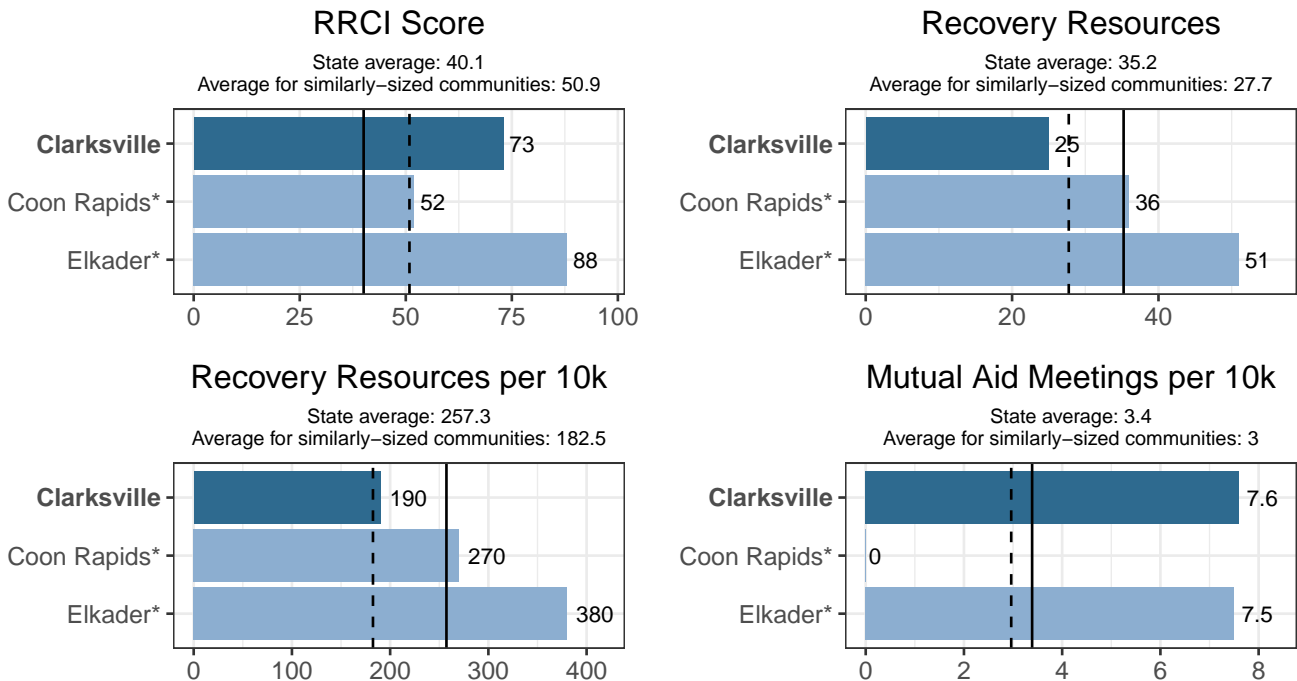 RRCI Score
State average: 40.1
Average for similarly−sized communities: 50.9
Clarksville
73
Coon Rapids*
52
Elkader*
88
0 25 50 75 100
Recovery Resources
State average: 35.2
Average for similarly−sized communities: 27.7
Clarksville
25
Coon Rapids*
36
Elkader*
51
0 20 40
Recovery Resources per 10k
State average: 257.3
Average for similarly−sized communities: 182.5
Clarksville
190
Coon Rapids*
270
Elkader*
380
0 100 200 300 400
Mutual Aid Meetings per 10k
State average: 3.4
Average for similarly−sized communities: 3
Clarksville
7.6
Coon Rapids*
0
Elkader*
7.5
0 2 4 6 8